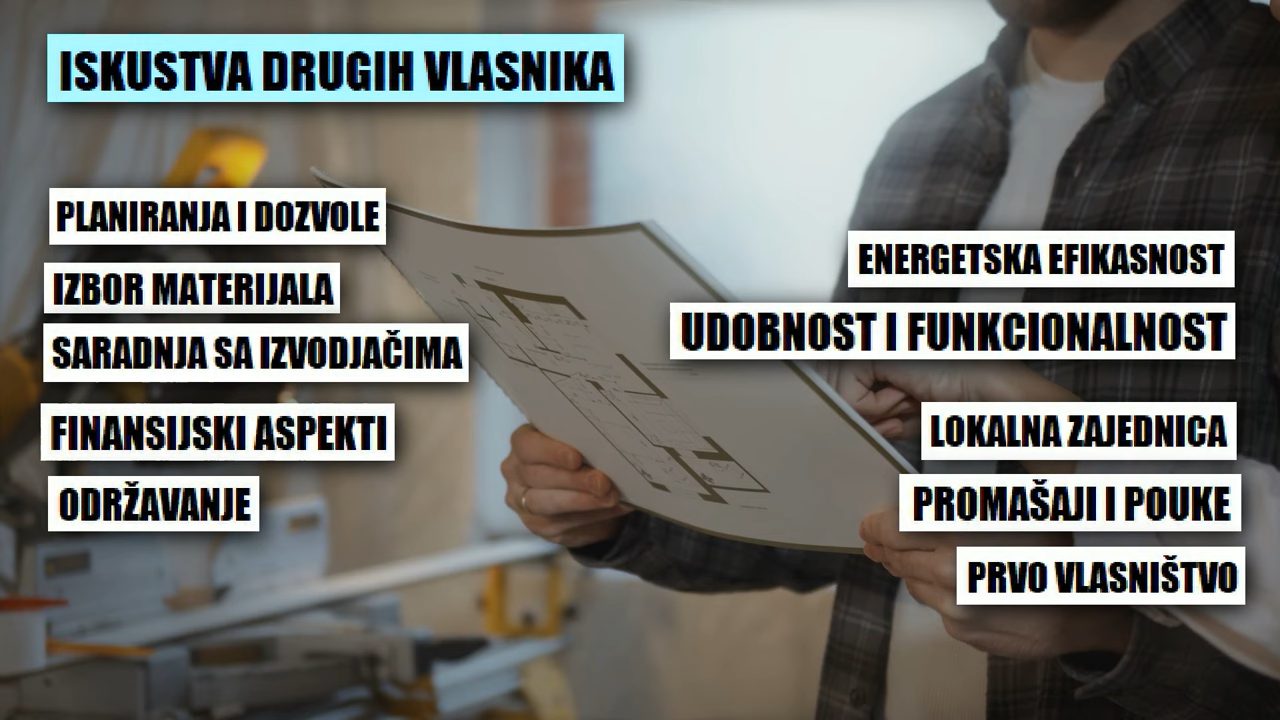 ISKUSTVA DRUGIH VLASNIKA
PLANIRANJA I DOZVOLE
IZBOR MATERIJALA
SARADNJA SA IZVODJAČIMA
FINANSIJSKI ASPEKTI
ODRŽAVANJE
ENERGETSKA EFIKASNOST
UDOBNOST I FUNKCIONALNOST
LOKALNA ZAJEDNICA
PROMAŠAJI I POUKE
PRVO VLASNIŠTVO